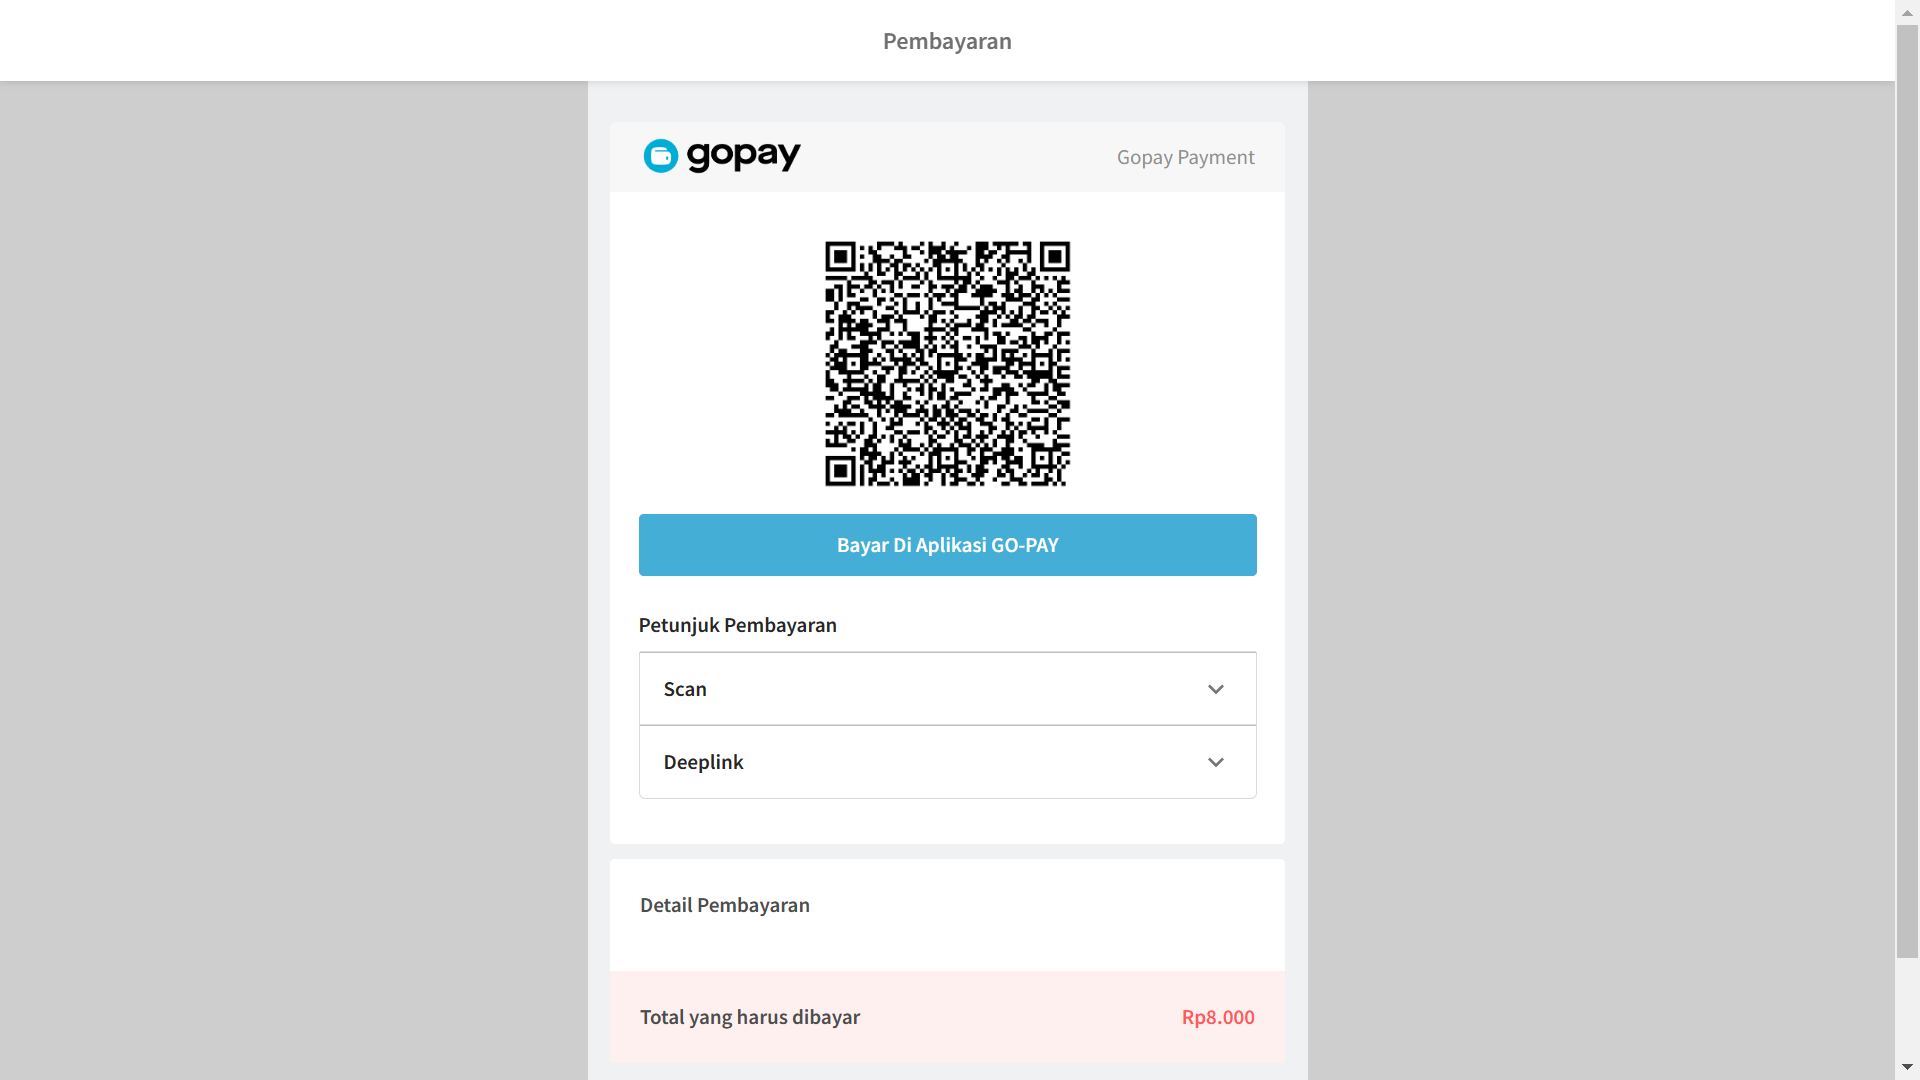 Pembayaran
gopay
Gopay Payment
Bayar Di Aplikasi GO-PAY
Petunjuk Pembayaran
Scan
Deeplink
Detail Pembayaran
Total yang harus dibayar
Rp8.000